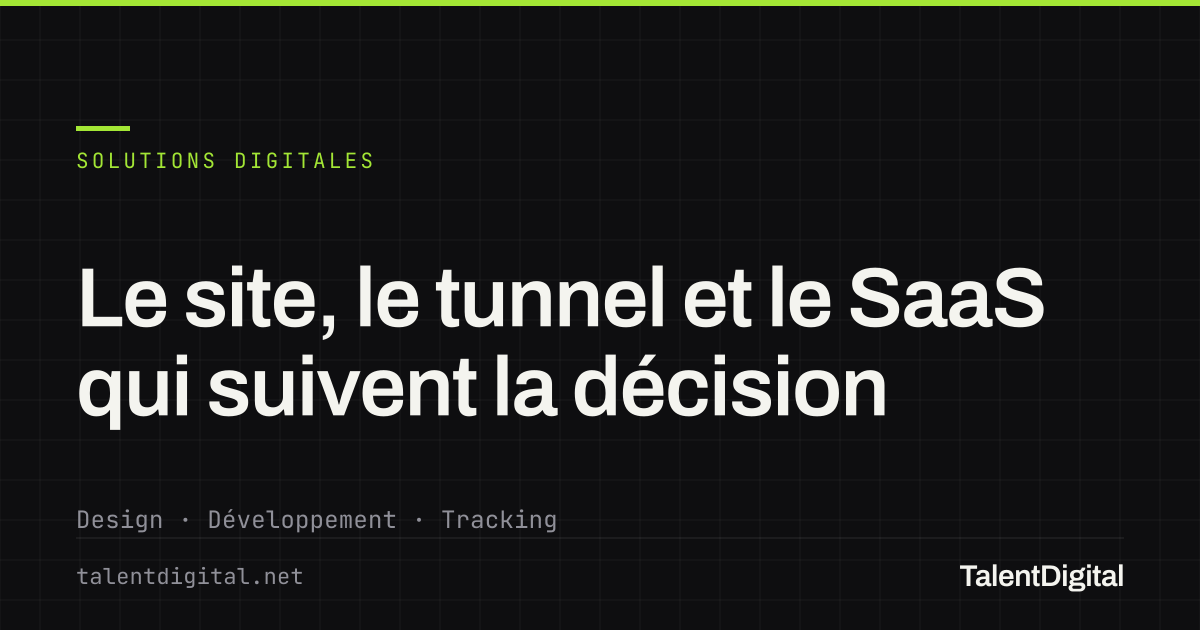 SOLUTIONS DIGITALES
Le site, le tunnel et le SaaS
qui suivent la décision
Design · Développement · Tracking
talentdigital.net
TalentDigital